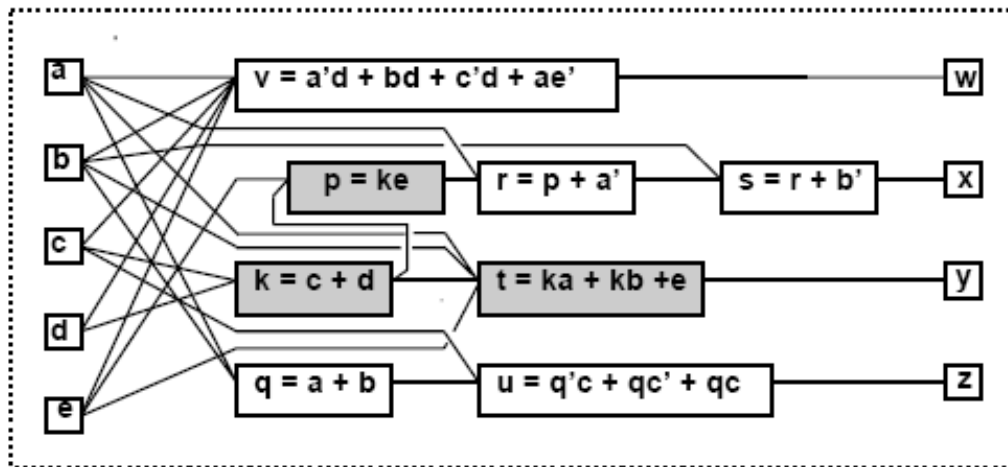 a v = a’d + bd + c’d + ae’ w
b p = ke r = p + a’ s = r + b’ x
c k = c + d t = ka + kb +e y
d
e q = a + b u = q’c + qc’ + qc z